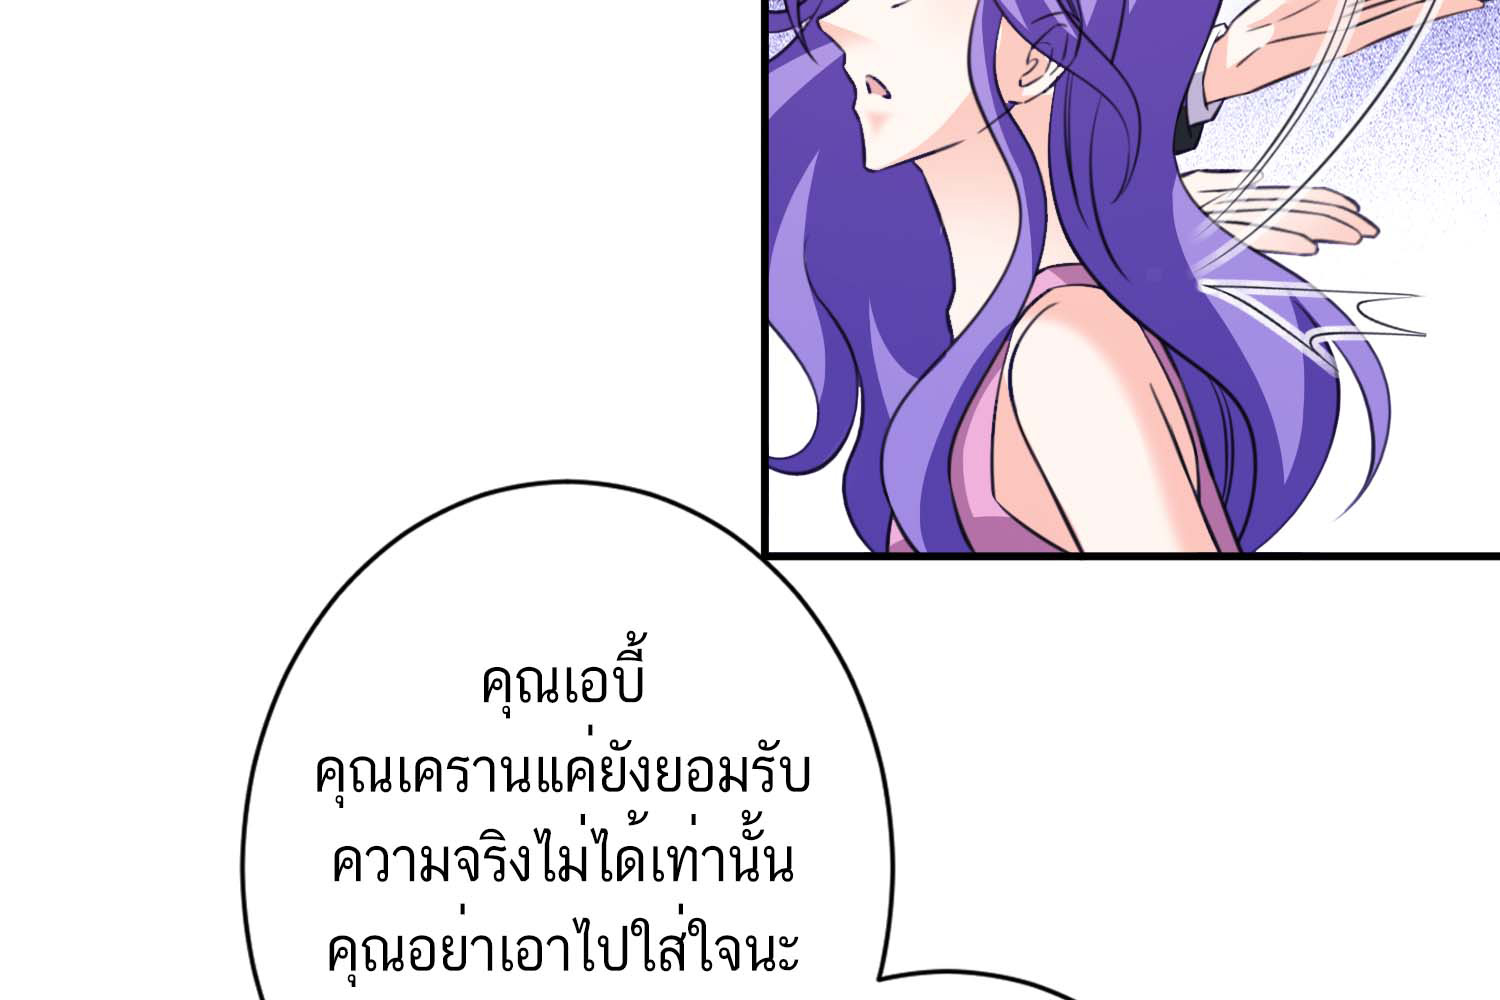 คุณเอบี้
คุณเครานแค่ยังยอมรับ
ความจริงไม่ได้เท่านั้น
คุณอย่าเอาไปใส่ใจนะ